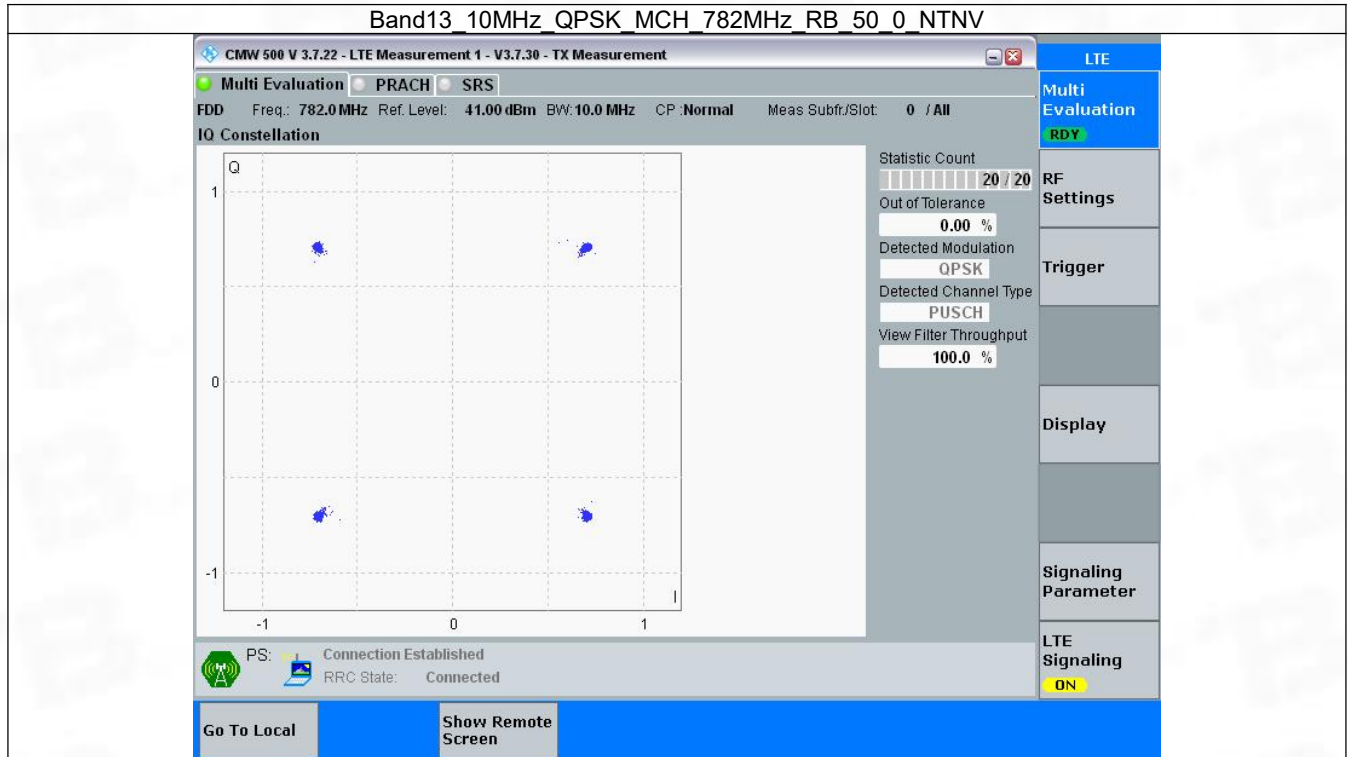 Band13_10MHz_QPSK_MCH_782MHz_RB_50_0_NTNV
CMW 500 V 3.7.22 - LTE Measurement 1 - V3.7.30 - TX Measurement
LTE
Multi Evaluation PRACH SRS
Multi
Evaluation
RDY
FDD Freq.: 782.0 MHz Ref. Level: 41.00 dBm BW: 10.0 MHz CP :Normal Meas Subfr./Slot: 0 / All
IQ Constellation
Q
1
0
-1
I
-1 0 1
Statistic Count
20 / 20
Out of Tolerance
0.00 %
Detected Modulation
QPSK
Detected Channel Type
PUSCH
View Filter Throughput
100.0 %
RF
Settings
Trigger
Display
Signaling
Parameter
LTE
Signaling
ON
PS: Connection Established
RRC State: Connected
Go To Local
Show Remote
Screen